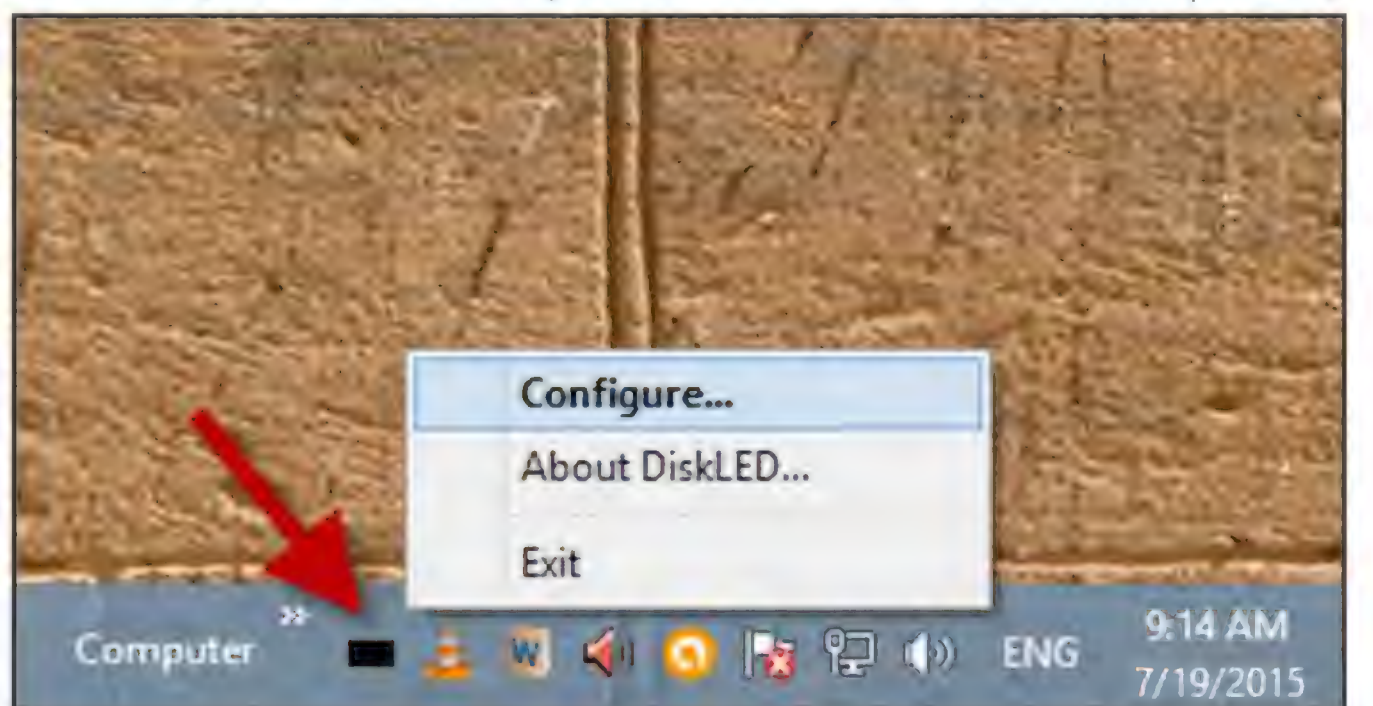 Configure...
About DiskLED...
Exit
Computer
»
W
ENG
9:14 AM
7/19/2015